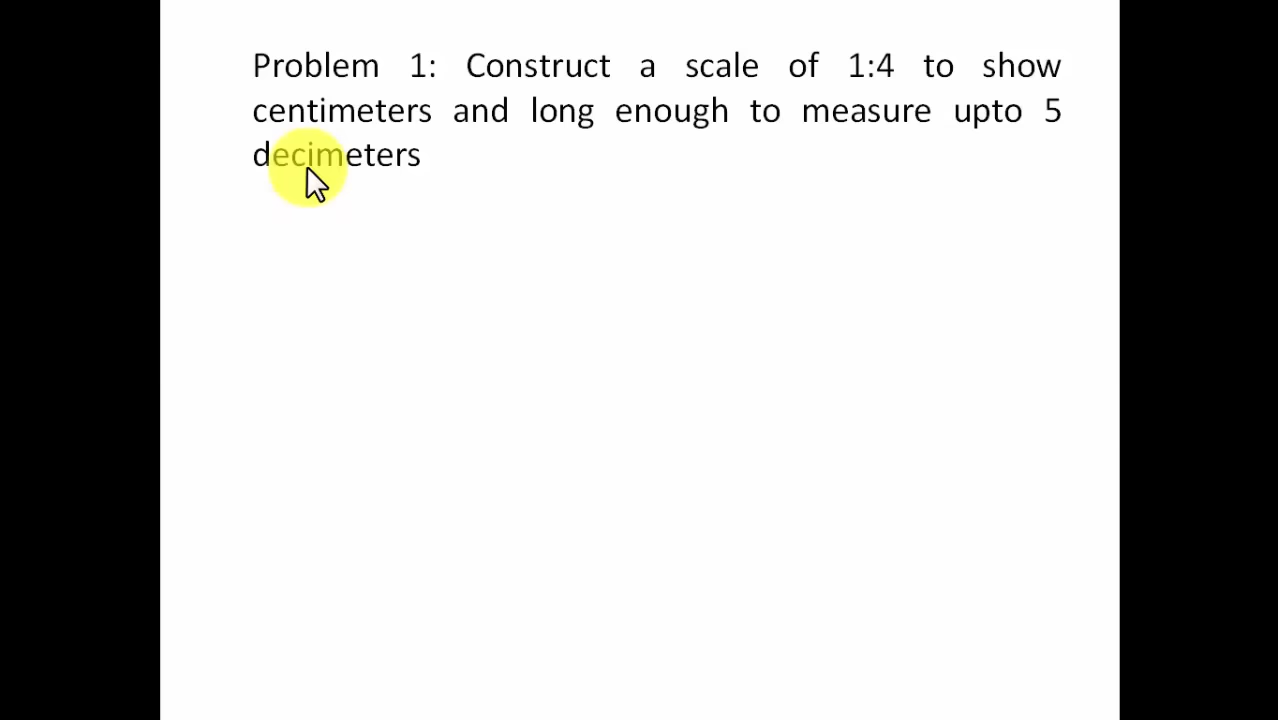 Problem 1: Construct a scale of 1:4 to show
centimeters and long enough to measure upto 5
decimeters